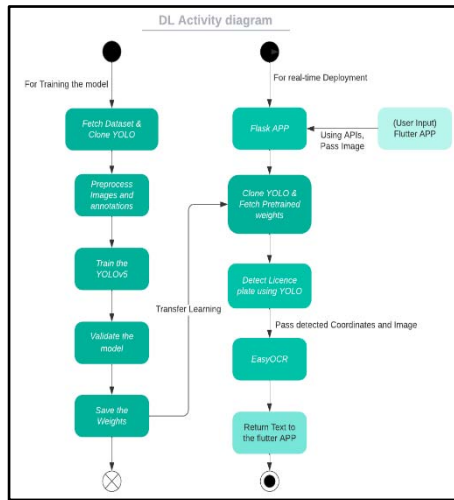 DL Activity diagram
For Training the model
Fetch Dataset &
Clone YOLO
Preprocess
Images and
annotations
Train the
YOLOv5
Validate the
model
Save the
Weights
Transfer Learning
For real-time Deployment
Flask APP
Using APIs,
Pass Image
(User Input)
Flutter APP
Clone YOLO &
Fetch Pretrained
weights
Detect Licence
plate using YOLO
Pass detected Coordinates and Image
EasyOCR
Return Text to
the flutter APP